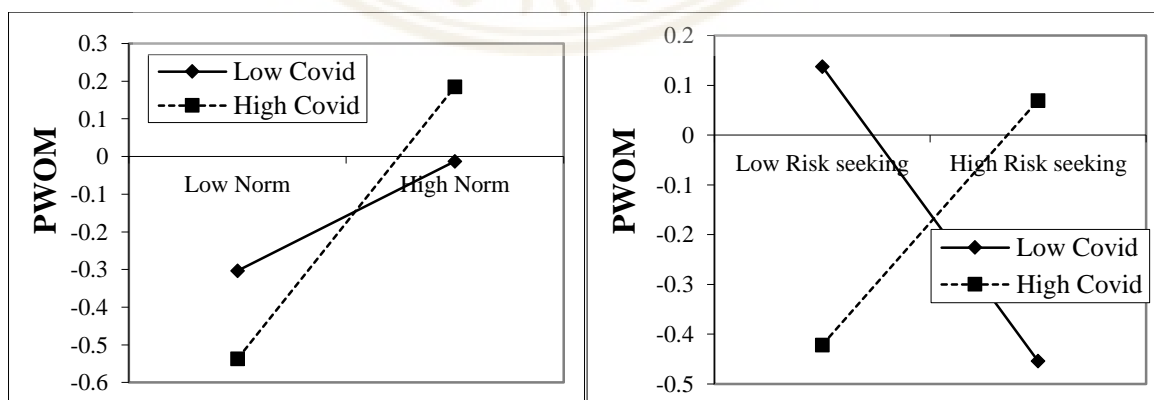 0.3
0.2
0.1
0
-0.1
-0.2
-0.3
-0.4
-0.5
-0.6
PWOM
Low Covid
High Covid
Low Norm
High Norm
0.2
0.1
0
-0.1
-0.2
-0.3
-0.4
-0.5
PWOM
Low Risk seeking
High Risk seeking
Low Covid
High Covid